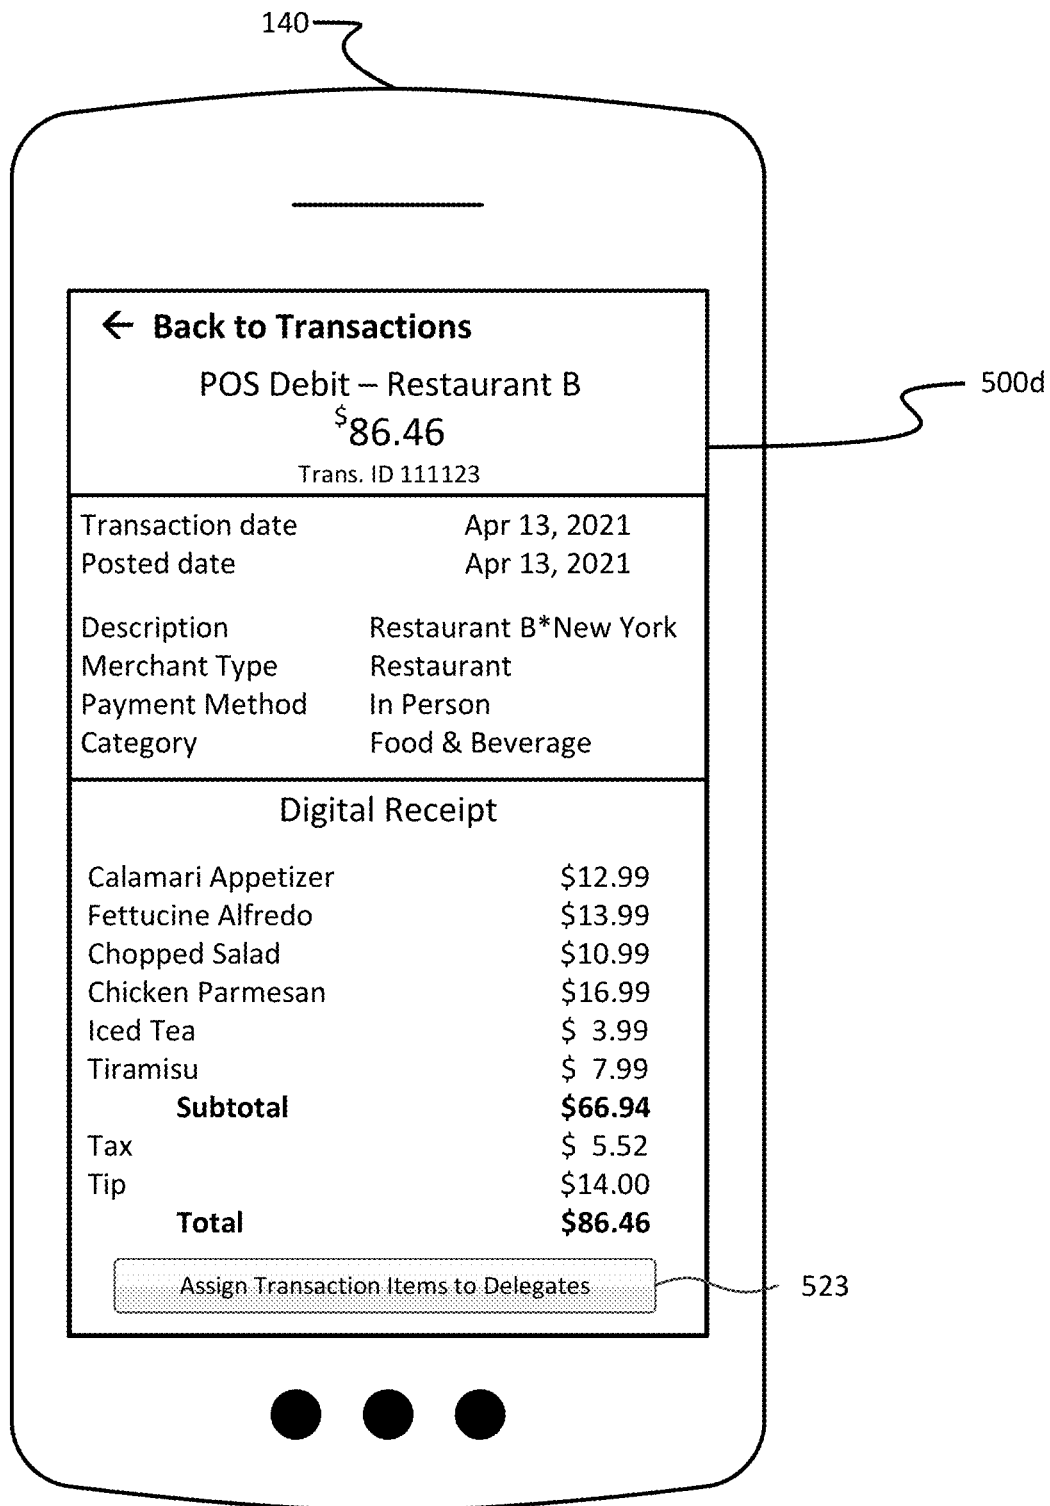 140
← Back to Transactions
POS Debit – Restaurant B
$86.46
Trans. ID 111123
500d
Transaction date Apr 13, 2021
Posted date Apr 13, 2021
Description Restaurant B*New York
Merchant Type Restaurant
Payment Method In Person
Category Food & Beverage
Digital Receipt
Calamari Appetizer $12.99
Fettucine Alfredo $13.99
Chopped Salad $10.99
Chicken Parmesan $16.99
Iced Tea $ 3.99
Tiramisu $ 7.99
Subtotal $66.94
Tax $ 5.52
Tip $14.00
Total $86.46
Assign Transaction Items to Delegates 523